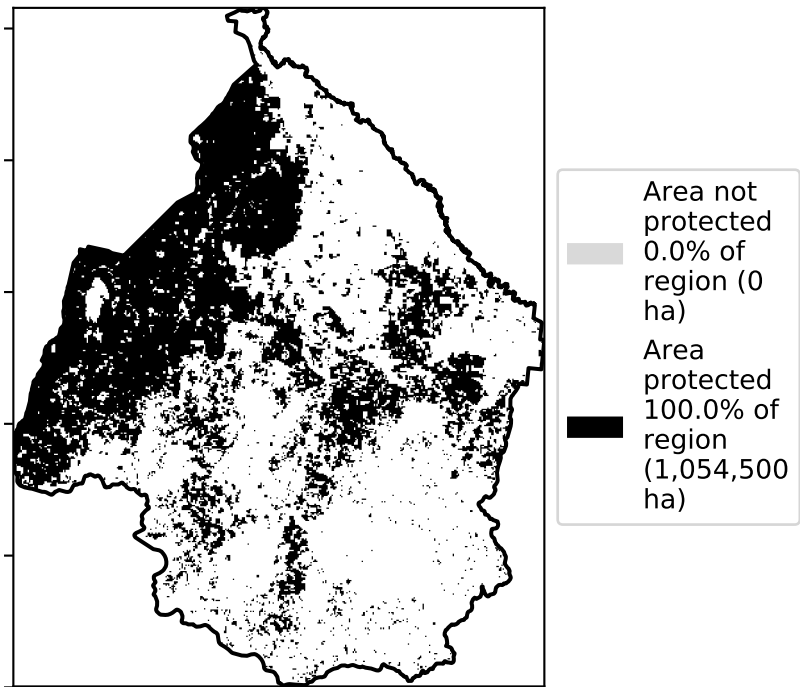 Area not
protected
0.0% of
region (0
ha)
Area
protected
100.0% of
region
(1,054,500
ha)